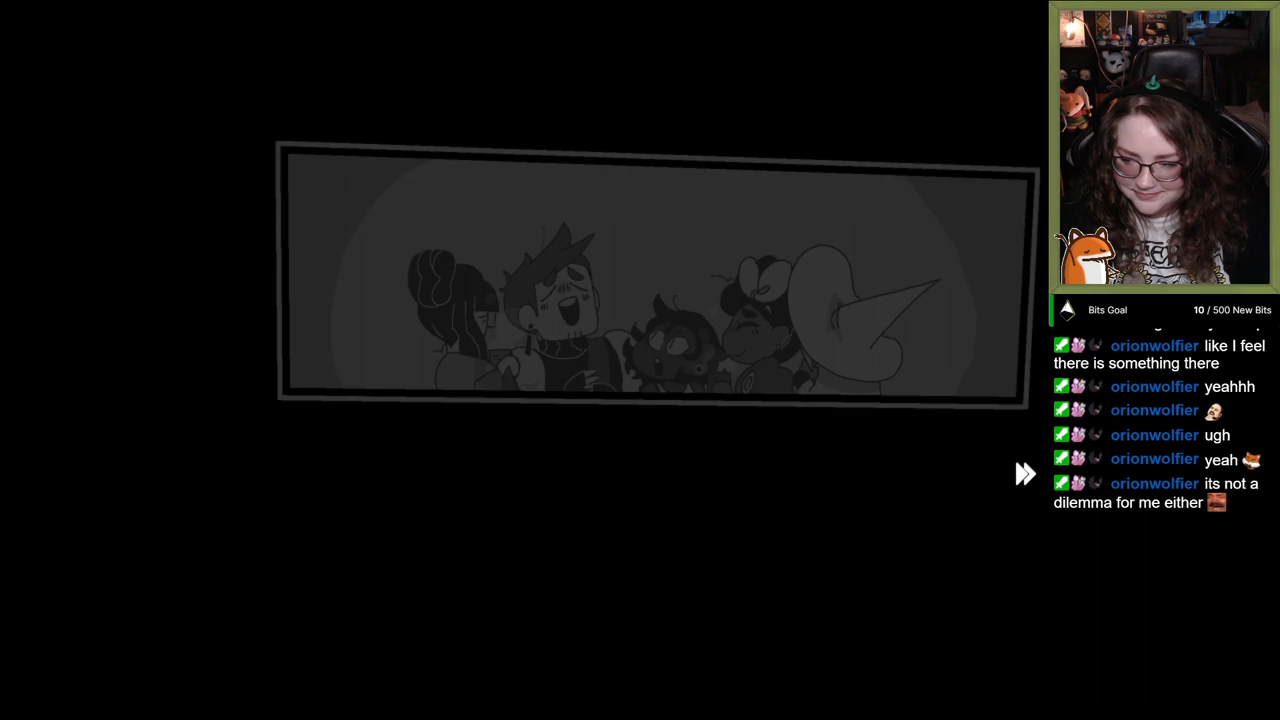 Bits Goal 10 / 500 New Bits
orionwolfier like I feel
there is something there
orionwolfier yeahhh
orionwolfier
orionwolfier ugh
orionwolfier yeah
orionwolfier its not a
dilemma for me either